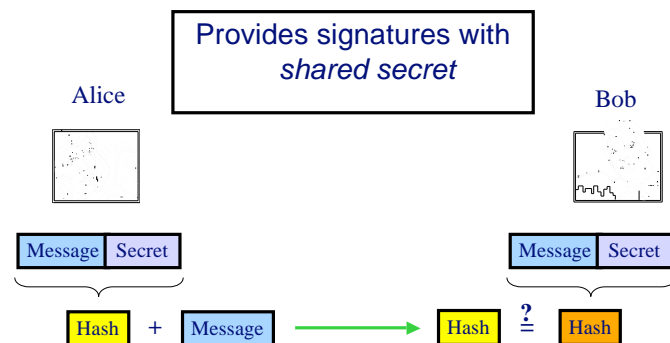 Provides signatures with
shared secret
Alice
Bob
Message Secret
Message Secret
Hash + Message
Hash ≟ Hash